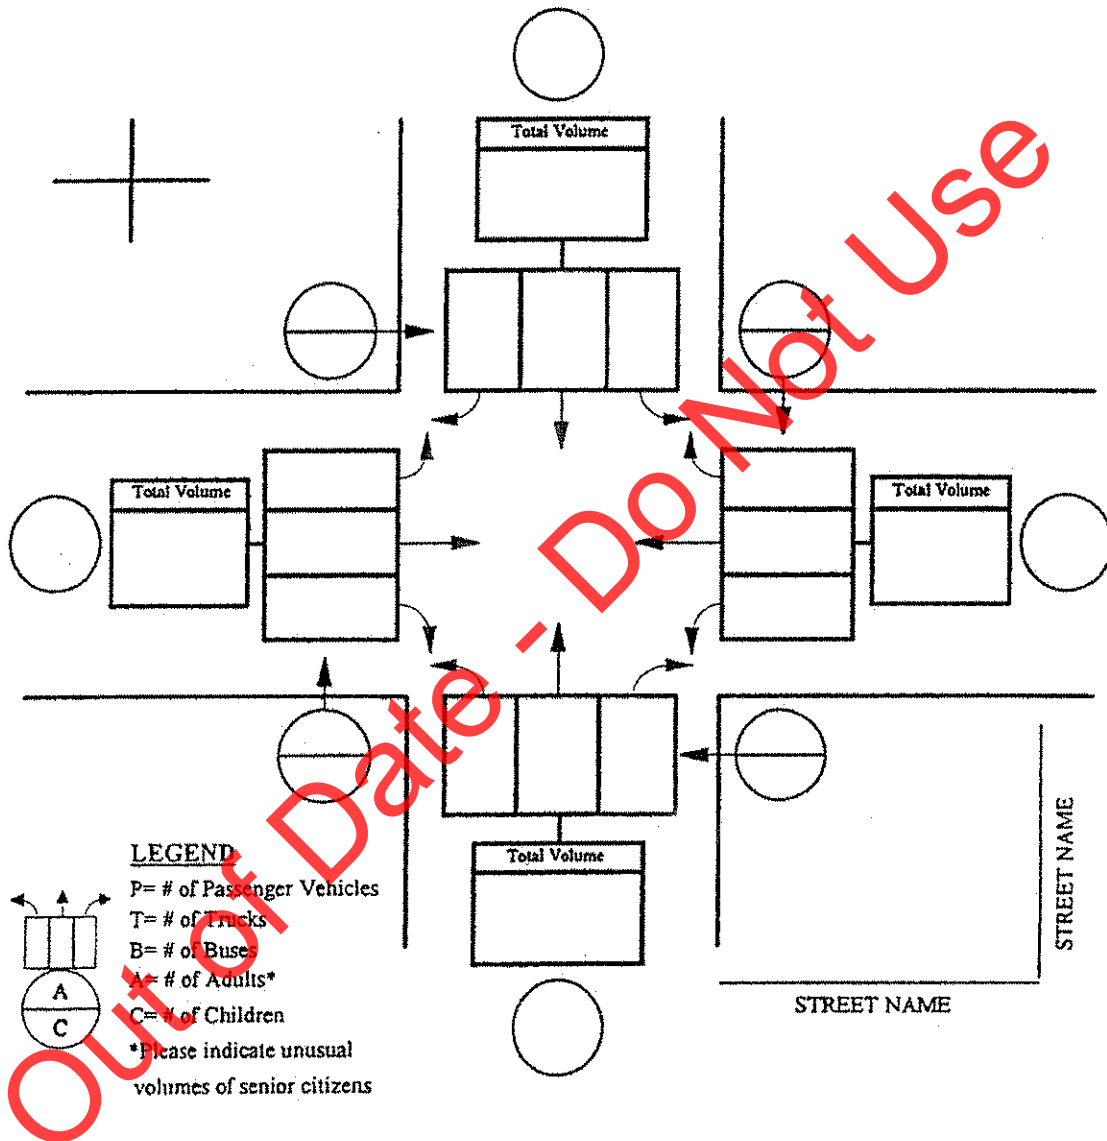 Total Volume
Total Volume
Total Volume
Total Volume
LEGEND
P= # of Passenger Vehicles
T= # of Trucks
B= # of Buses
A= # of Adults*
C= # of Children
*Please indicate unusual
volumes of senior citizens
A
C
STREET NAME
STREET NAME
Out of Date - Do Not Use